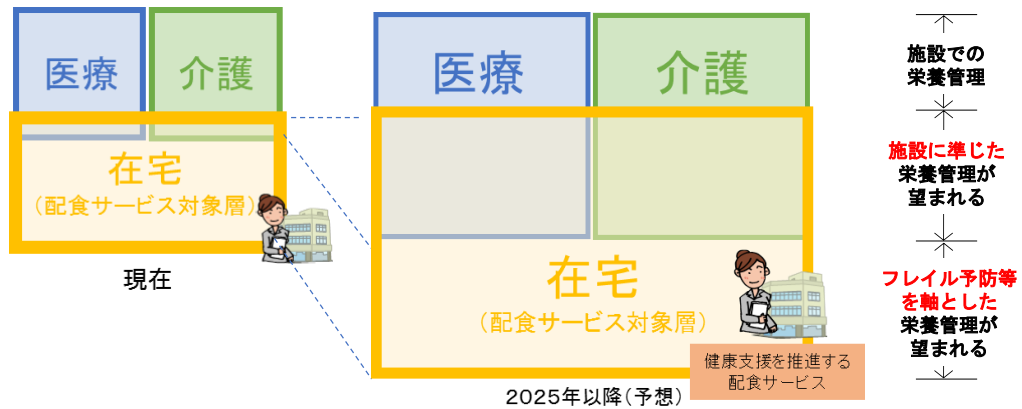 医療
介護
在宅
(配食サービス対象層)
現在
医療
介護
在宅
(配食サービス対象層)
健康支援を推進する
配食サービス
2025年以降(予想)
施設での
栄養管理
施設に準じた
栄養管理が
望まれる
フレイル予防等
を軸とした
栄養管理が
望まれる